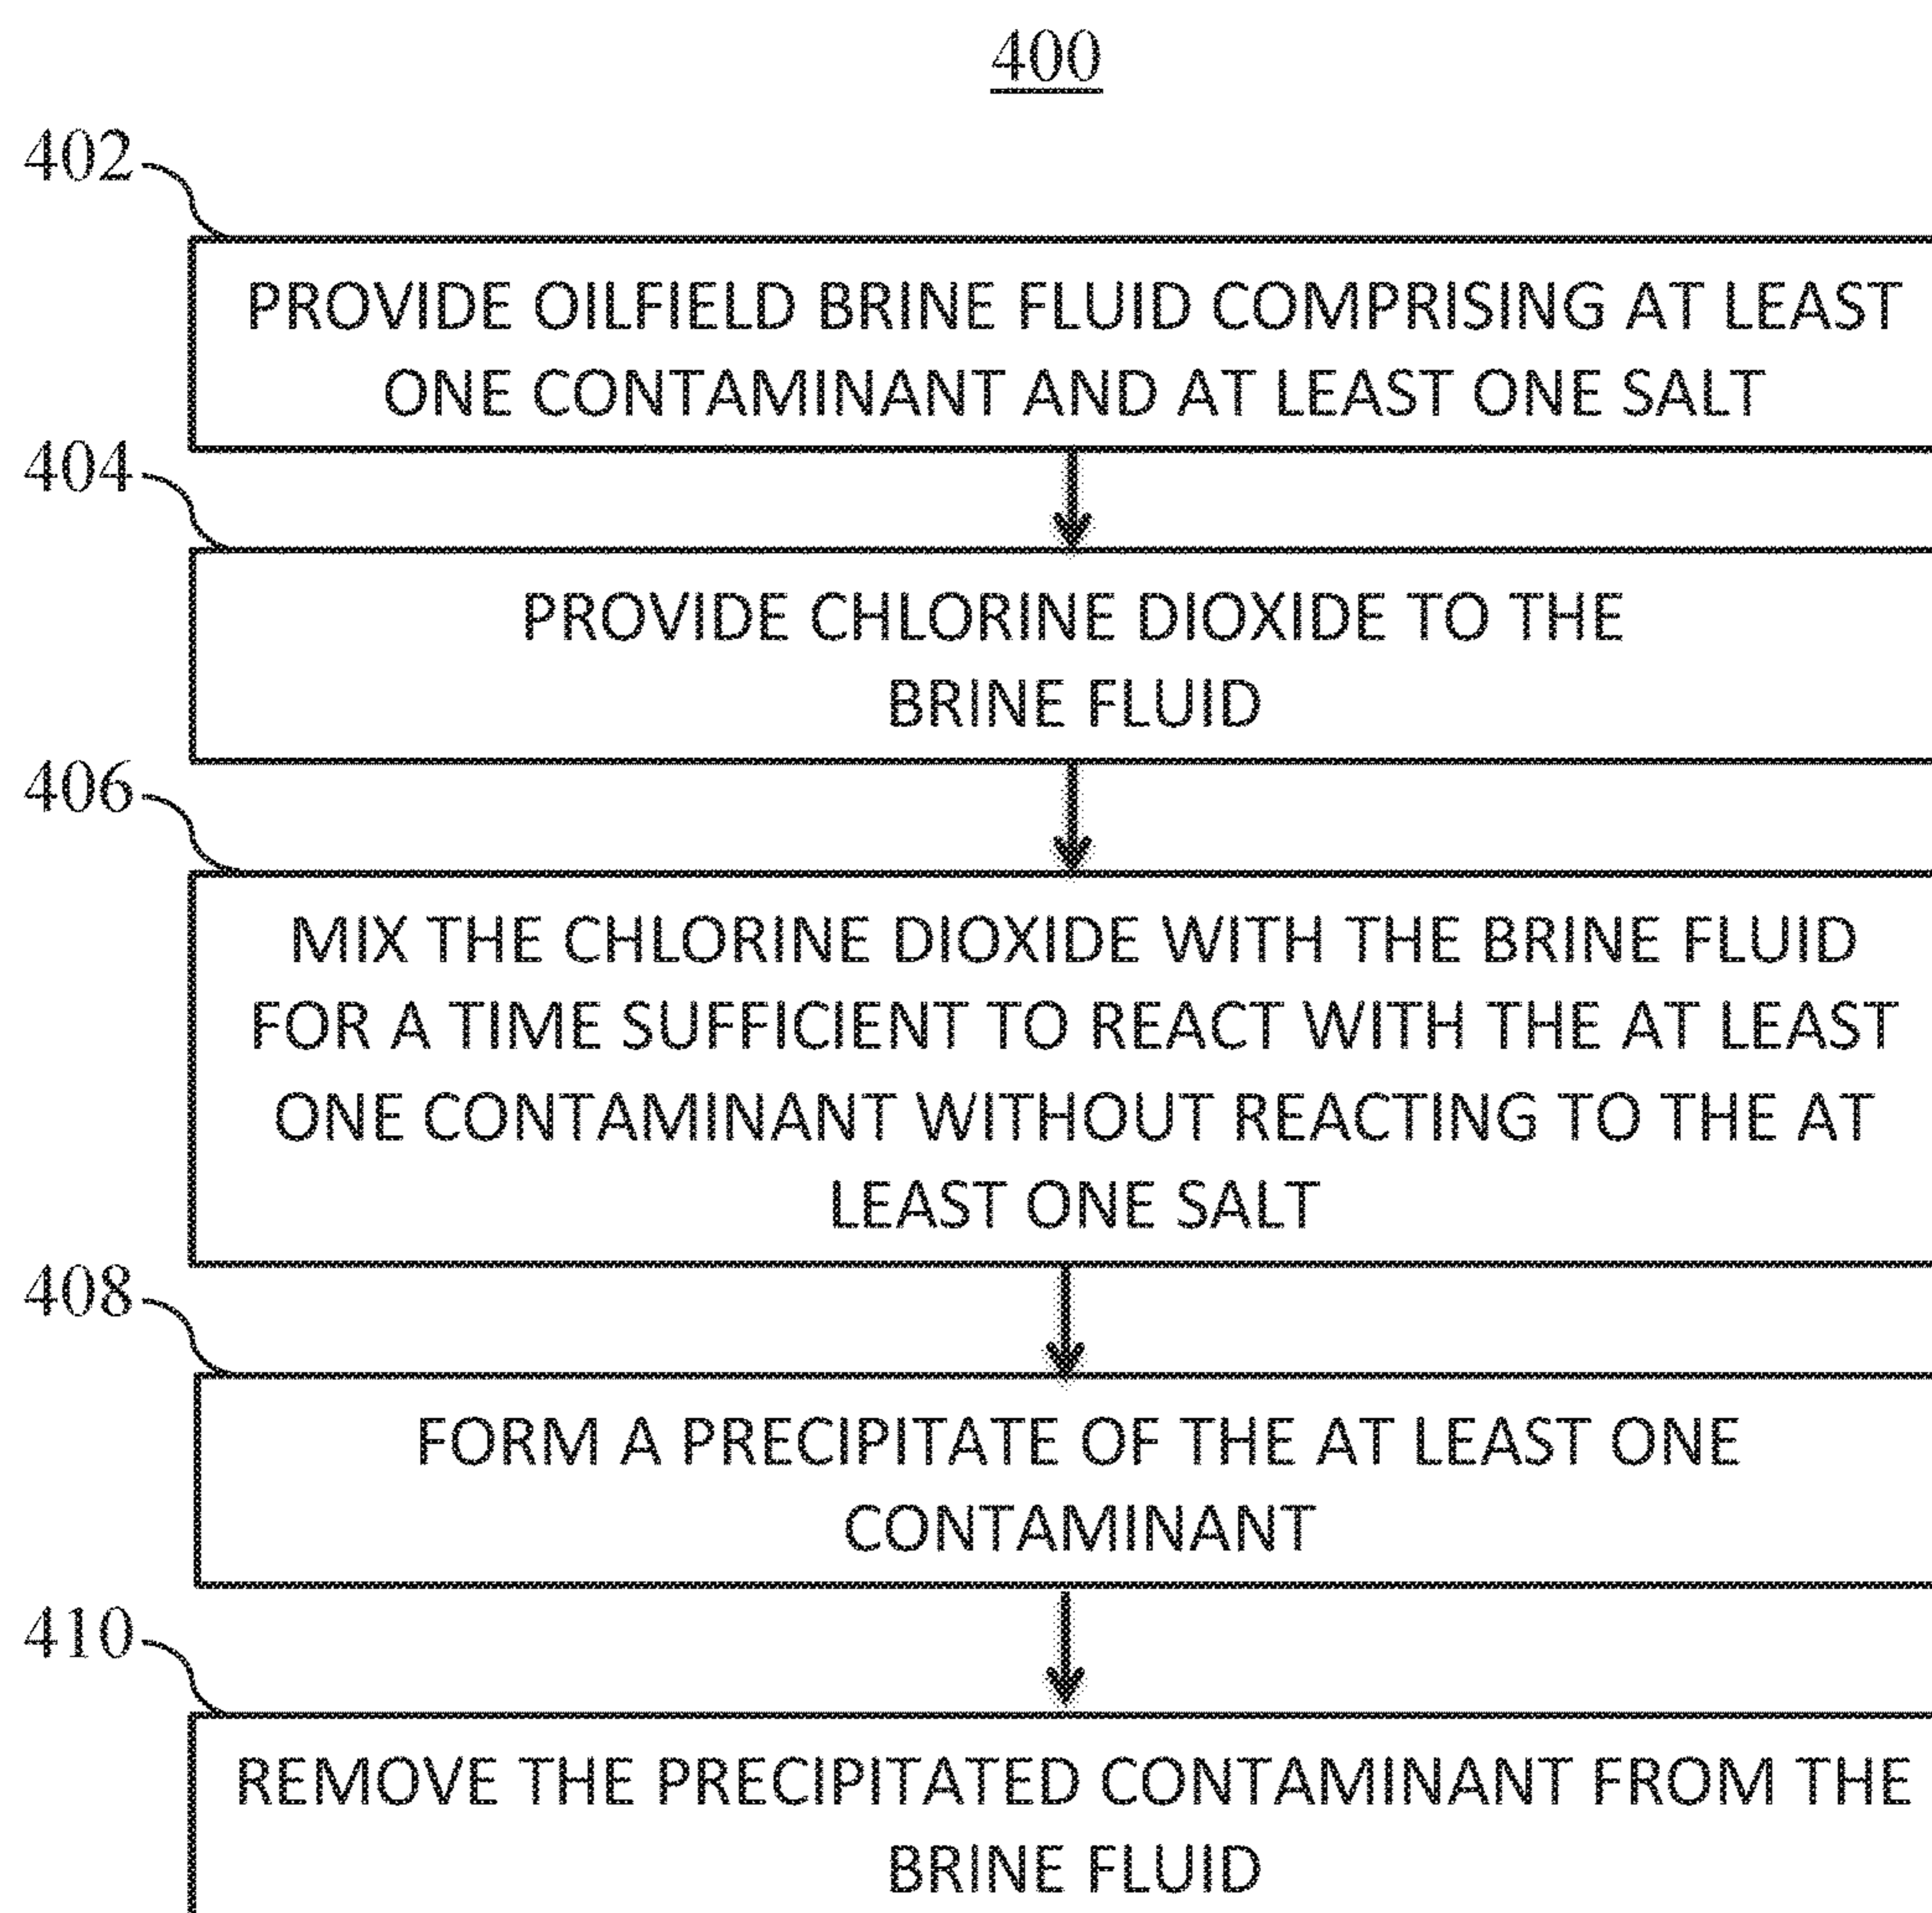 400
402
PROVIDE OILFIELD BRINE FLUID COMPRISING AT LEAST
ONE CONTAMINANT AND AT LEAST ONE SALT
404
PROVIDE CHLORINE DIOXIDE TO THE
BRINE FLUID
406
MIX THE CHLORINE DIOXIDE WITH THE BRINE FLUID
FOR A TIME SUFFICIENT TO REACT WITH THE AT LEAST
ONE CONTAMINANT WITHOUT REACTING TO THE AT
LEAST ONE SALT
408
FORM A PRECIPITATE OF THE AT LEAST ONE
CONTAMINANT
410
REMOVE THE PRECIPITATED CONTAMINANT FROM THE
BRINE FLUID